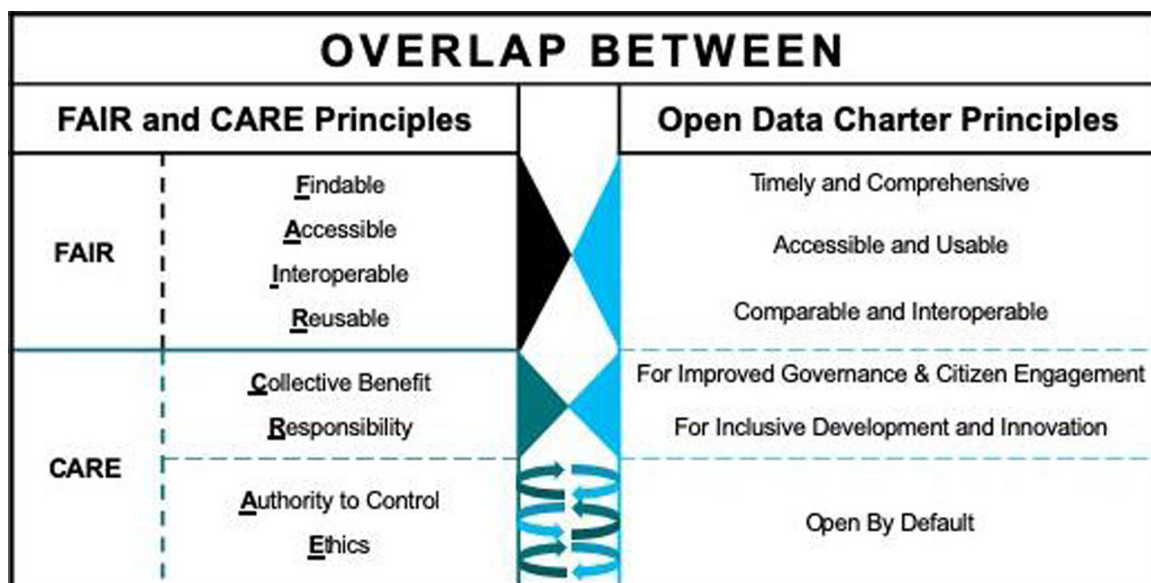 OVERLAP BETWEEN
FAIR and CARE Principles
Open Data Charter Principles
FAIR
Findable
Accessible
Interoperable
Reusable
Timely and Comprehensive
Accessible and Usable
Comparable and Interoperable
CARE
Collective Benefit
Responsibility
For Improved Governance & Citizen Engagement
For Inclusive Development and Innovation
Authority to Control
Ethics
Open By Default